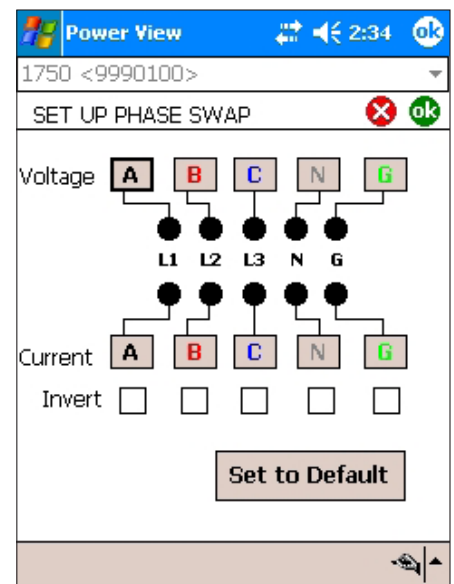 Power View 2:34 ok
1750 <9990100>
SET UP PHASE SWAP ok
Voltage A B C N G
L1 L2 L3 N G
Current A B C N G
Invert
Set to Default